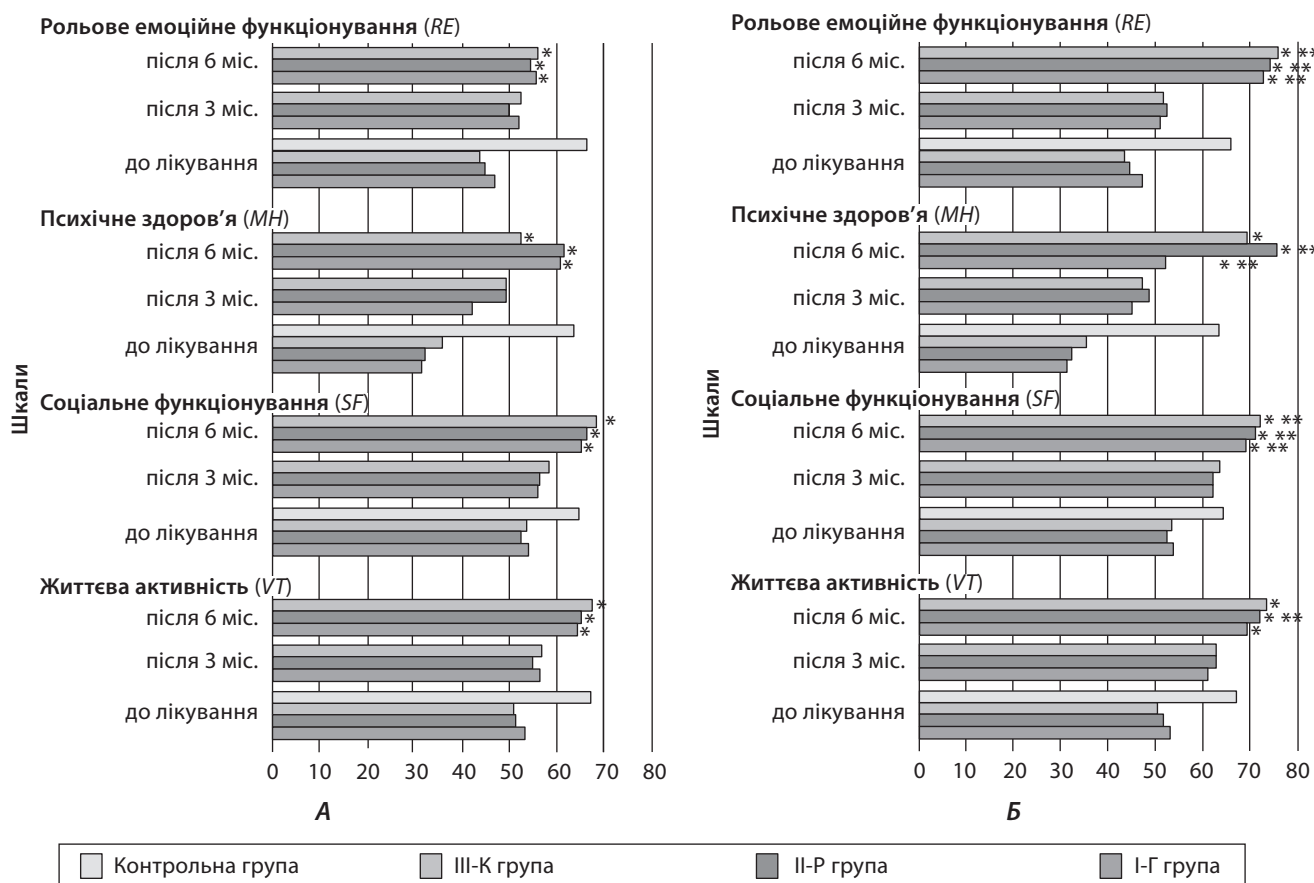 Рольове емоційне функціонування (RE)
після 6 міс.
*
*
*
після 3 міс.
до лікування
Психічне здоров’я (MH)
після 6 міс.
*
*
*
після 3 міс.
до лікування
Соціальне функціонування (SF)
після 6 міс.
*
*
*
після 3 міс.
до лікування
Життєва активність (VT)
після 6 міс.
*
*
*
після 3 міс.
до лікування
Шкали
0 10 20 30 40 50 60 70 80
А
Рольове емоційне функціонування (RE)
після 6 міс.
* **
* **
* **
після 3 міс.
до лікування
Психічне здоров’я (MH)
після 6 міс.
*
* **
* **
після 3 міс.
до лікування
Соціальне функціонування (SF)
після 6 міс.
* **
* **
* **
після 3 міс.
до лікування
Життєва активність (VT)
після 6 міс.
*
* **
*
після 3 міс.
до лікування
Шкали
0 10 20 30 40 50 60 70 80
Б
Контрольна група III-К група II-Р група I-Г група